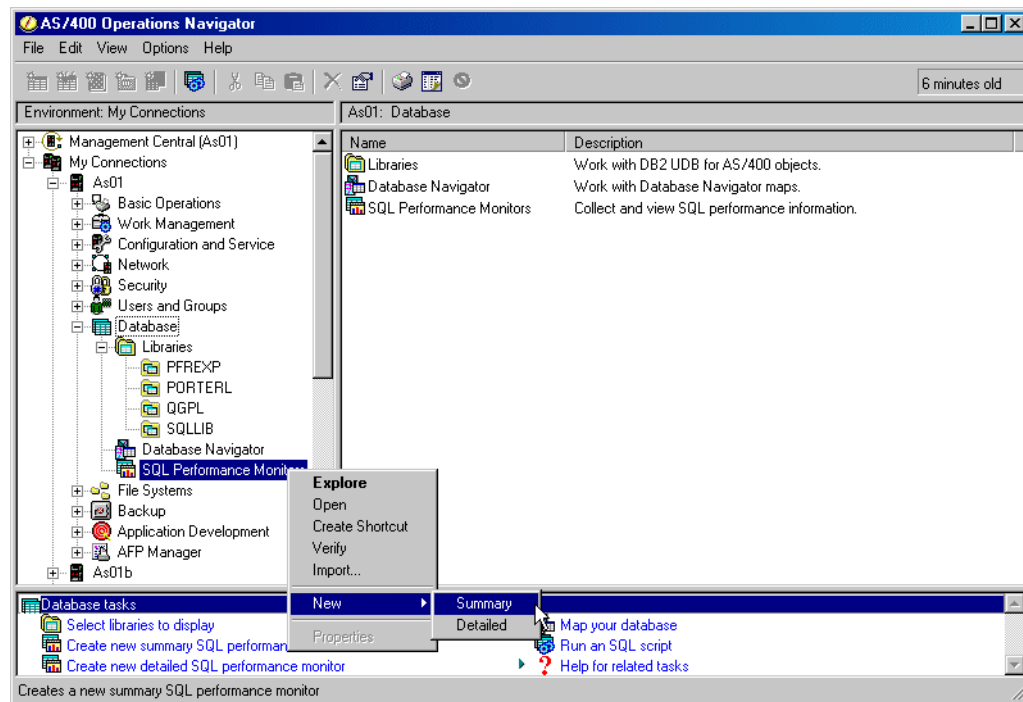 AS/400 Operations Navigator
File Edit View Options Help
6 minutes old
Environment: My Connections
As01: Database
Management Central (As01)
My Connections
As01
Basic Operations
Work Management
Configuration and Service
Network
Security
Users and Groups
Database
Libraries
PFREXP
PORTERL
QGPL
SQLLIB
Database Navigator
SQL Performance Monitors
File Systems
Backup
Application Development
AFP Manager
As01b
Name Description
Libraries Work with DB2 UDB for AS/400 objects.
Database Navigator Work with Database Navigator maps.
SQL Performance Monitors Collect and view SQL performance information.
Explore
Open
Create Shortcut
Verify
Import...
New
Properties
Summary
Detailed
Database tasks
Select libraries to display
Create new summary SQL performan
Create new detailed SQL performance monitor
Map your database
Run an SQL script
Help for related tasks
Creates a new summary SQL performance monitor